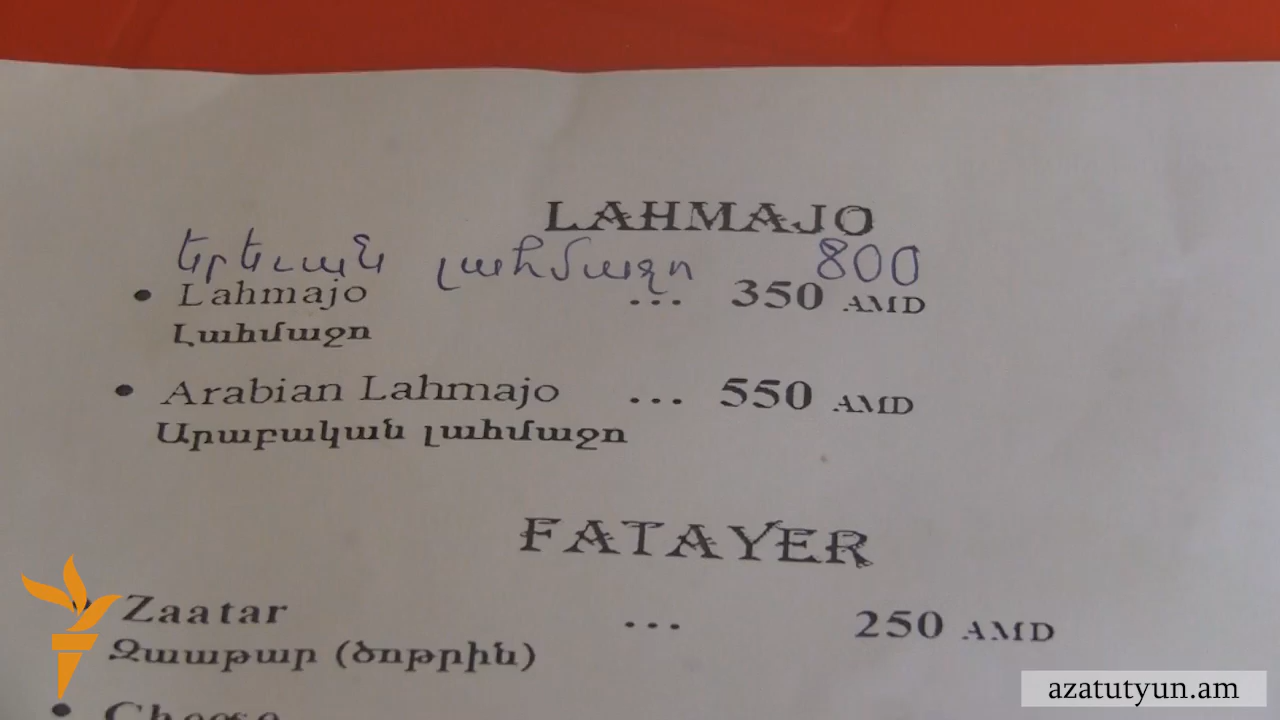 LAHMAJO
երեւան լահմաջո 800
• Lahmajo ... 350 AMD
Լահմաջո
• Arabian Lahmajo ... 550 AMD
Արաբական լահմաջո
FATAYER
Zaatar ... 250 AMD
Զաաթար (ծոթրին)
• Cheese
azatutyun.am